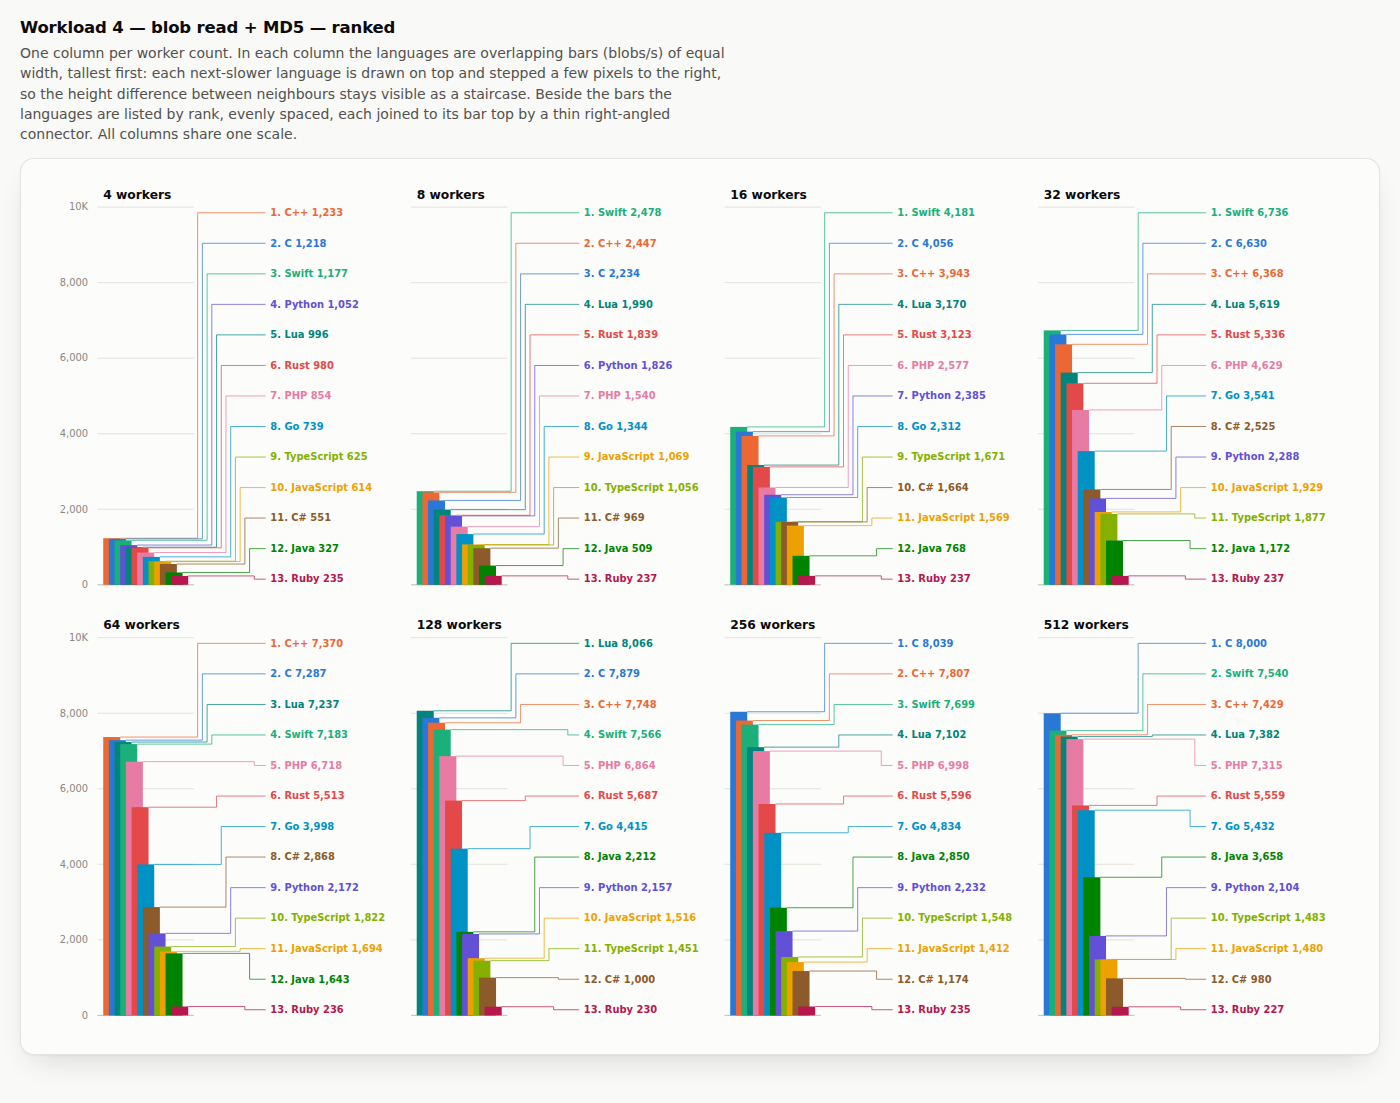 Workload 4 — blob read + MD5 — ranked
One column per worker count. In each column the languages are overlapping bars (blobs/s) of equal
width, tallest first: each next-slower language is drawn on top and stepped a few pixels to the right,
so the height difference between neighbours stays visible as a staircase. Beside the bars the
languages are listed by rank, evenly spaced, each joined to its bar top by a thin right-angled
connector. All columns share one scale.
4 workers
10K
8,000
6,000
4,000
2,000
0
1. C++ 1,233
2. C 1,218
3. Swift 1,177
4. Python 1,052
5. Lua 996
6. Rust 980
7. PHP 854
8. Go 739
9. TypeScript 625
10. JavaScript 614
11. C# 551
12. Java 327
13. Ruby 235
8 workers
1. Swift 2,478
2. C++ 2,447
3. C 2,234
4. Lua 1,990
5. Rust 1,839
6. Python 1,826
7. PHP 1,540
8. Go 1,344
9. JavaScript 1,069
10. TypeScript 1,056
11. C# 969
12. Java 509
13. Ruby 237
16 workers
1. Swift 4,181
2. C 4,056
3. C++ 3,943
4. Lua 3,170
5. Rust 3,123
6. PHP 2,577
7. Python 2,385
8. Go 2,312
9. TypeScript 1,671
10. C# 1,664
11. JavaScript 1,569
12. Java 768
13. Ruby 237
32 workers
1. Swift 6,736
2. C 6,630
3. C++ 6,368
4. Lua 5,619
5. Rust 5,336
6. PHP 4,629
7. Go 3,541
8. C# 2,525
9. Python 2,288
10. JavaScript 1,929
11. TypeScript 1,877
12. Java 1,172
13. Ruby 237
64 workers
10K
8,000
6,000
4,000
2,000
0
1. C++ 7,370
2. C 7,287
3. Lua 7,237
4. Swift 7,183
5. PHP 6,718
6. Rust 5,513
7. Go 3,998
8. C# 2,868
9. Python 2,172
10. TypeScript 1,822
11. JavaScript 1,694
12. Java 1,643
13. Ruby 236
128 workers
1. Lua 8,066
2. C 7,879
3. C++ 7,748
4. Swift 7,566
5. PHP 6,864
6. Rust 5,687
7. Go 4,415
8. Java 2,212
9. Python 2,157
10. JavaScript 1,516
11. TypeScript 1,451
12. C# 1,000
13. Ruby 230
256 workers
1. C 8,039
2. C++ 7,807
3. Swift 7,699
4. Lua 7,102
5. PHP 6,998
6. Rust 5,596
7. Go 4,834
8. Java 2,850
9. Python 2,232
10. TypeScript 1,548
11. JavaScript 1,412
12. C# 1,174
13. Ruby 235
512 workers
1. C 8,000
2. Swift 7,540
3. C++ 7,429
4. Lua 7,382
5. PHP 7,315
6. Rust 5,559
7. Go 5,432
8. Java 3,658
9. Python 2,104
10. TypeScript 1,483
11. JavaScript 1,480
12. C# 980
13. Ruby 227